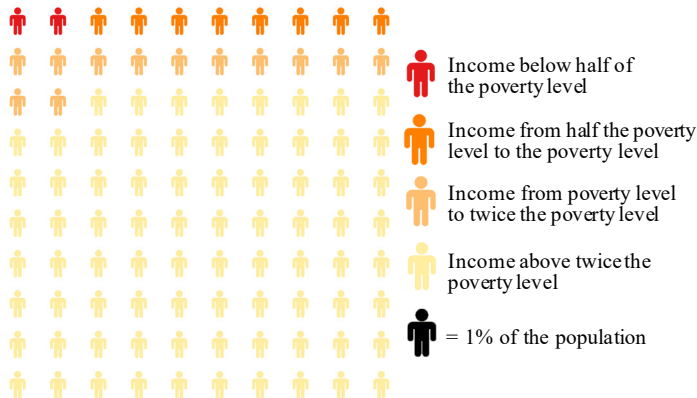 Income below half of
the poverty level
Income from half the poverty
level to the poverty level
Income from poverty level
to twice the poverty level
Income above twice the
poverty level
= 1% of the population